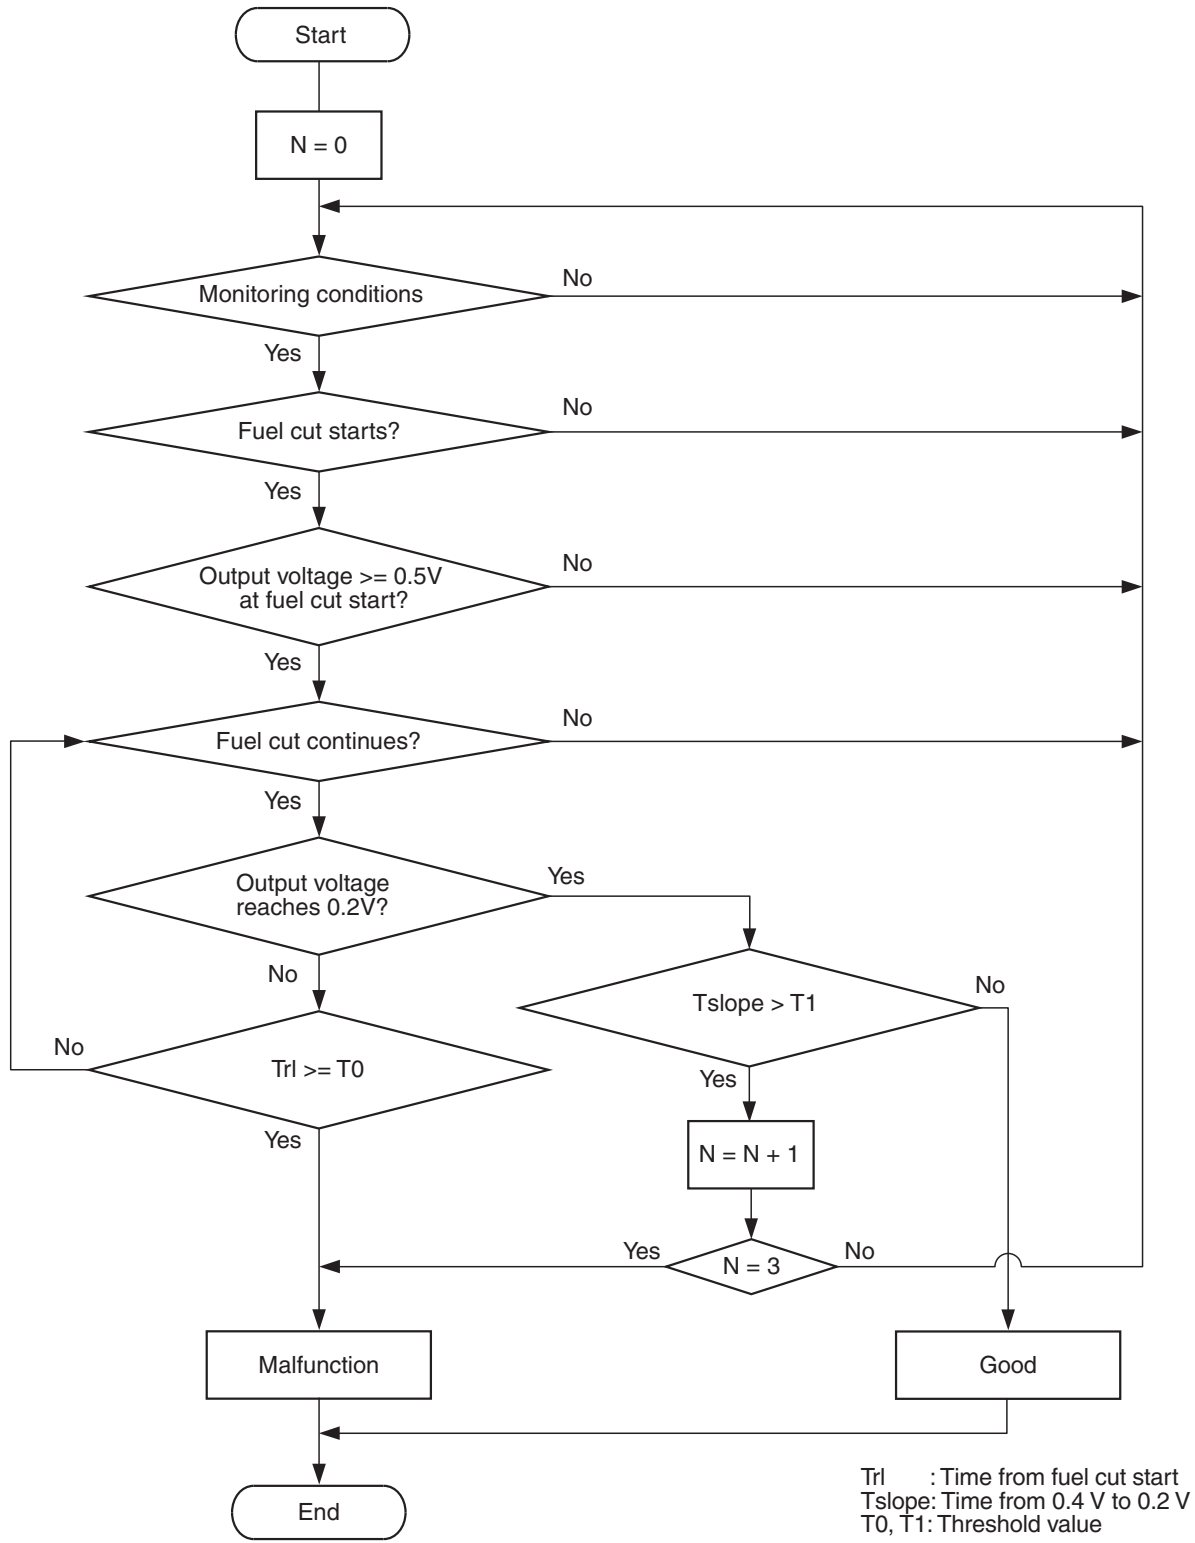 Start
N = 0
Monitoring conditions
No
Yes
Fuel cut starts?
No
Yes
Output voltage >= 0.5V
at fuel cut start?
No
Yes
Fuel cut continues?
No
Yes
Output voltage
reaches 0.2V?
Yes
No
Tslope > T1
No
Yes
Trl >= T0
No
Yes
N = N + 1
N = 3
Yes
No
Malfunction
Good
End
Trl : Time from fuel cut start
Tslope: Time from 0.4 V to 0.2 V
T0, T1: Threshold value